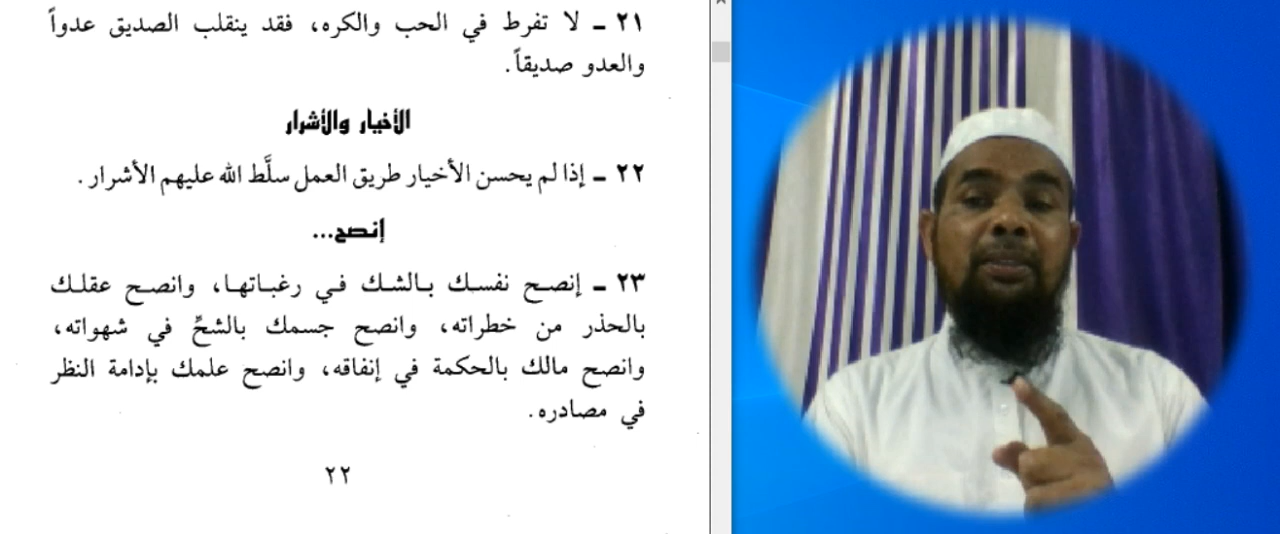 ٢١ ـ لا تفرط في الحب والكره، فقد ينقلب الصديق عدواً
والعدو صديقاً.
الأخيار والأشرار
٢٢ ـ إذا لم يحسن الأخيار طريق العمل سلَّط الله عليهم الأشرار.
إنصح...
٢٣ ـ إنصح نفسك بالشك في رغباتها، وانصح عقلك
بالحذر من خطراته، وانصح جسمك بالشحِّ في شهواته،
وانصح مالك بالحكمة في إنفاقه، وانصح علمك بإدامة النظر
في مصادره.
٢٢